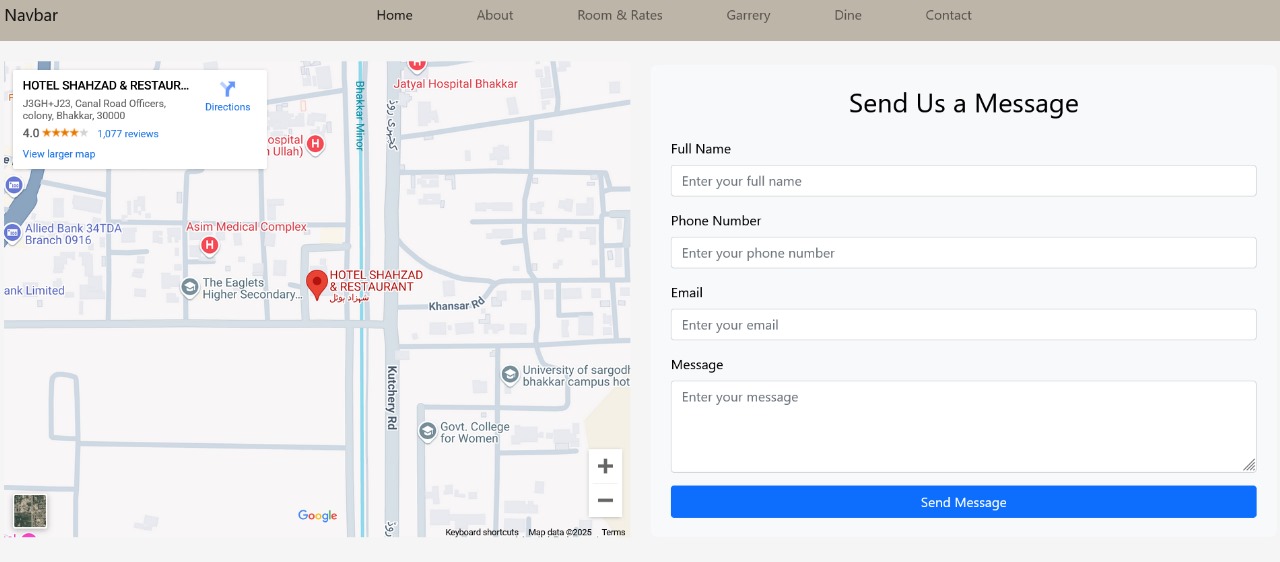 Navbar
Home
About
Room & Rates
Garrery
Dine
Contact
HOTEL SHAHZAD & RESTAUR...
J3GH+J23, Canal Road Officers,
colony, Bhakkar, 30000
4.0
1,077 reviews
View larger map
Directions
Jatyal Hospital Bhakkar
Bhakkar Minor
کچہری روڈ
Ullah)
H
Allied Bank 34TDA
Branch 0916
Asim Medical Complex
H
The Eaglets
Higher Secondary...
HOTEL SHAHZAD
& RESTAURANT
شہزاد ہوٹل
ank Limited
Khansar Rd
Kutchery Rd
University of sargodh
bhakkar campus hot
Govt. College
for Women
Google
Keyboard shortcuts
Map data ©2025
Terms
Send Us a Message
Full Name
Enter your full name
Phone Number
Enter your phone number
Email
Enter your email
Message
Enter your message
Send Message